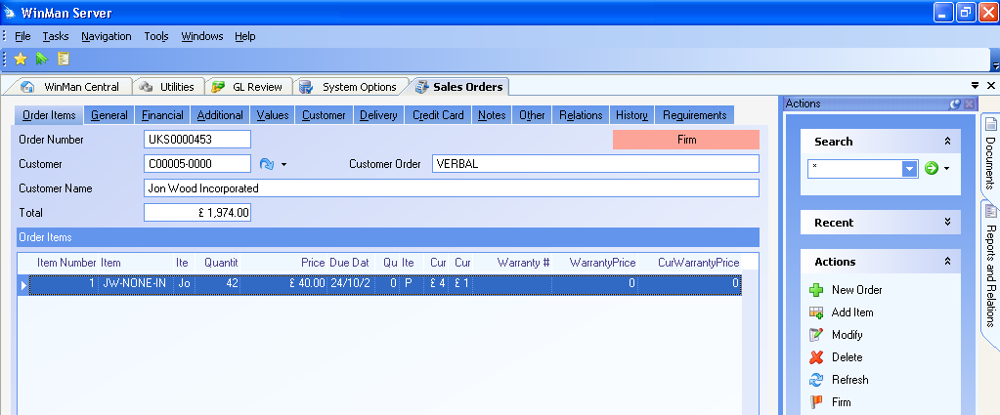 WinMan Server
File Tasks Navigation Tools Windows Help
WinMan Central Utilities GL Review System Options Sales Orders
Order Items General Financial Additional Values Customer Delivery Credit Card Notes Other Relations History Requirements
Order Number UKS0000453 Firm
Customer C00005-0000 Customer Order VERBAL
Customer Name Jon Wood Incorporated
Total £ 1,974.00
Order Items
Item Number Item Ite Quantit Price Due Dat Qu Ite Cur Cur Warranty # WarrantyPrice CurWarrantyPrice
1 JW-NONE-IN Jo 42 £ 40.00 24/10/2 0 P £ 4 £ 1 0 0
Actions
Search
*
Recent
Actions
New Order
Add Item
Modify
Delete
Refresh
Firm
Documents
Reports and Relations